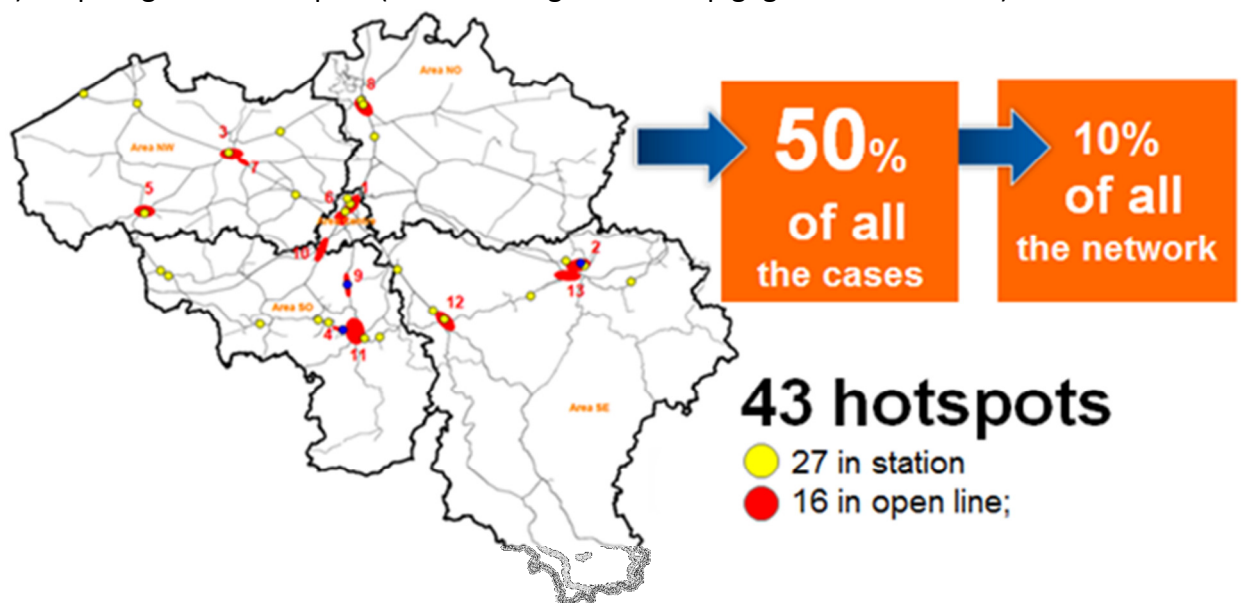 8
Area NO
3
Area NW
7
5
6
1
10
2
9
13
12
Area SO
4
11
Area SE
50%
of all
the cases
10%
of all
the network
43 hotspots
27 in station
16 in open line;